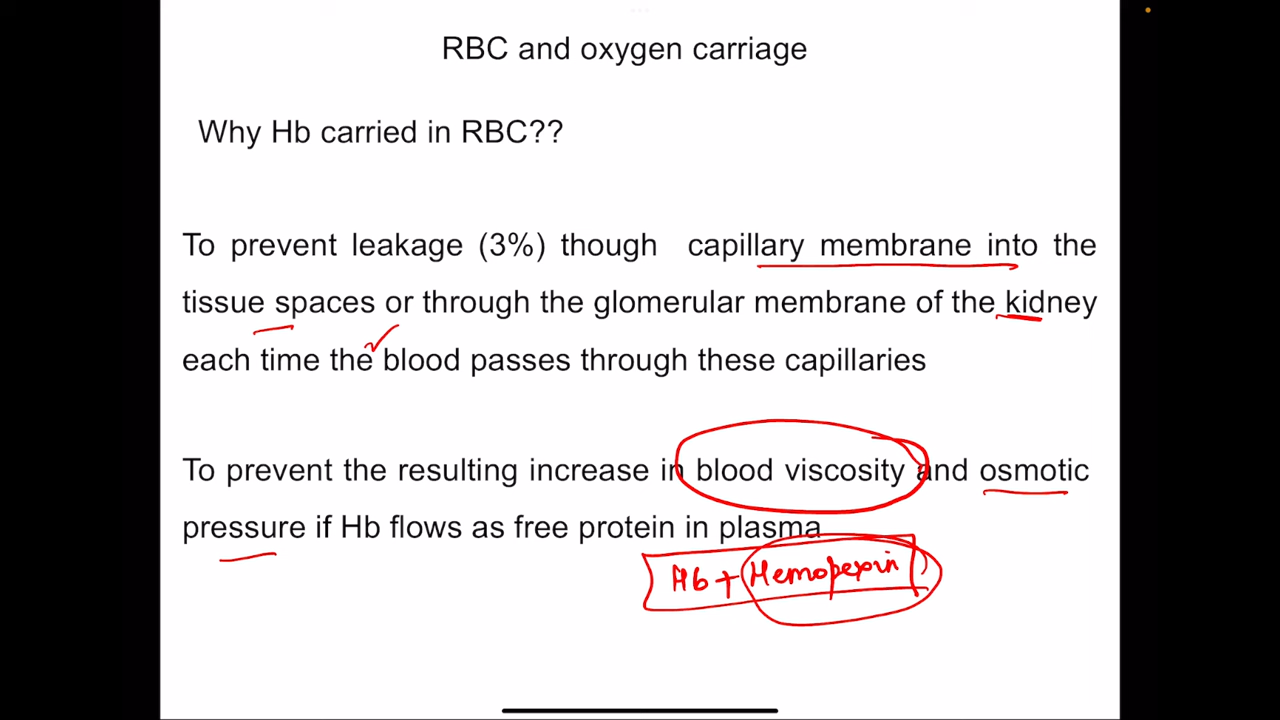 RBC and oxygen carriage
Why Hb carried in RBC??
To prevent leakage (3%) though capillary membrane into the
tissue spaces or through the glomerular membrane of the kidney
each time the blood passes through these capillaries
To prevent the resulting increase in blood viscosity and osmotic
pressure if Hb flows as free protein in plasma
Hb + Hemopexin